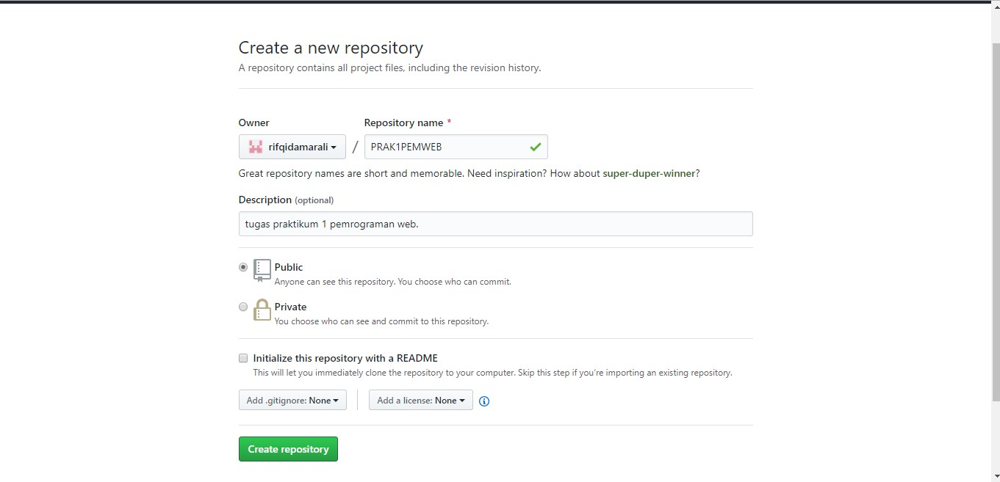 Create a new repository
A repository contains all project files, including the revision history.
Owner
Repository name *
rifqidamarali
/
PRAK1PEMWEB
Great repository names are short and memorable. Need inspiration? How about super-duper-winner?
Description (optional)
tugas praktikum 1 pemrograman web.
Public
Anyone can see this repository. You choose who can commit.
Private
You choose who can see and commit to this repository.
Initialize this repository with a README
This will let you immediately clone the repository to your computer. Skip this step if you’re importing an existing repository.
Add .gitignore: None
Add a license: None
Create repository